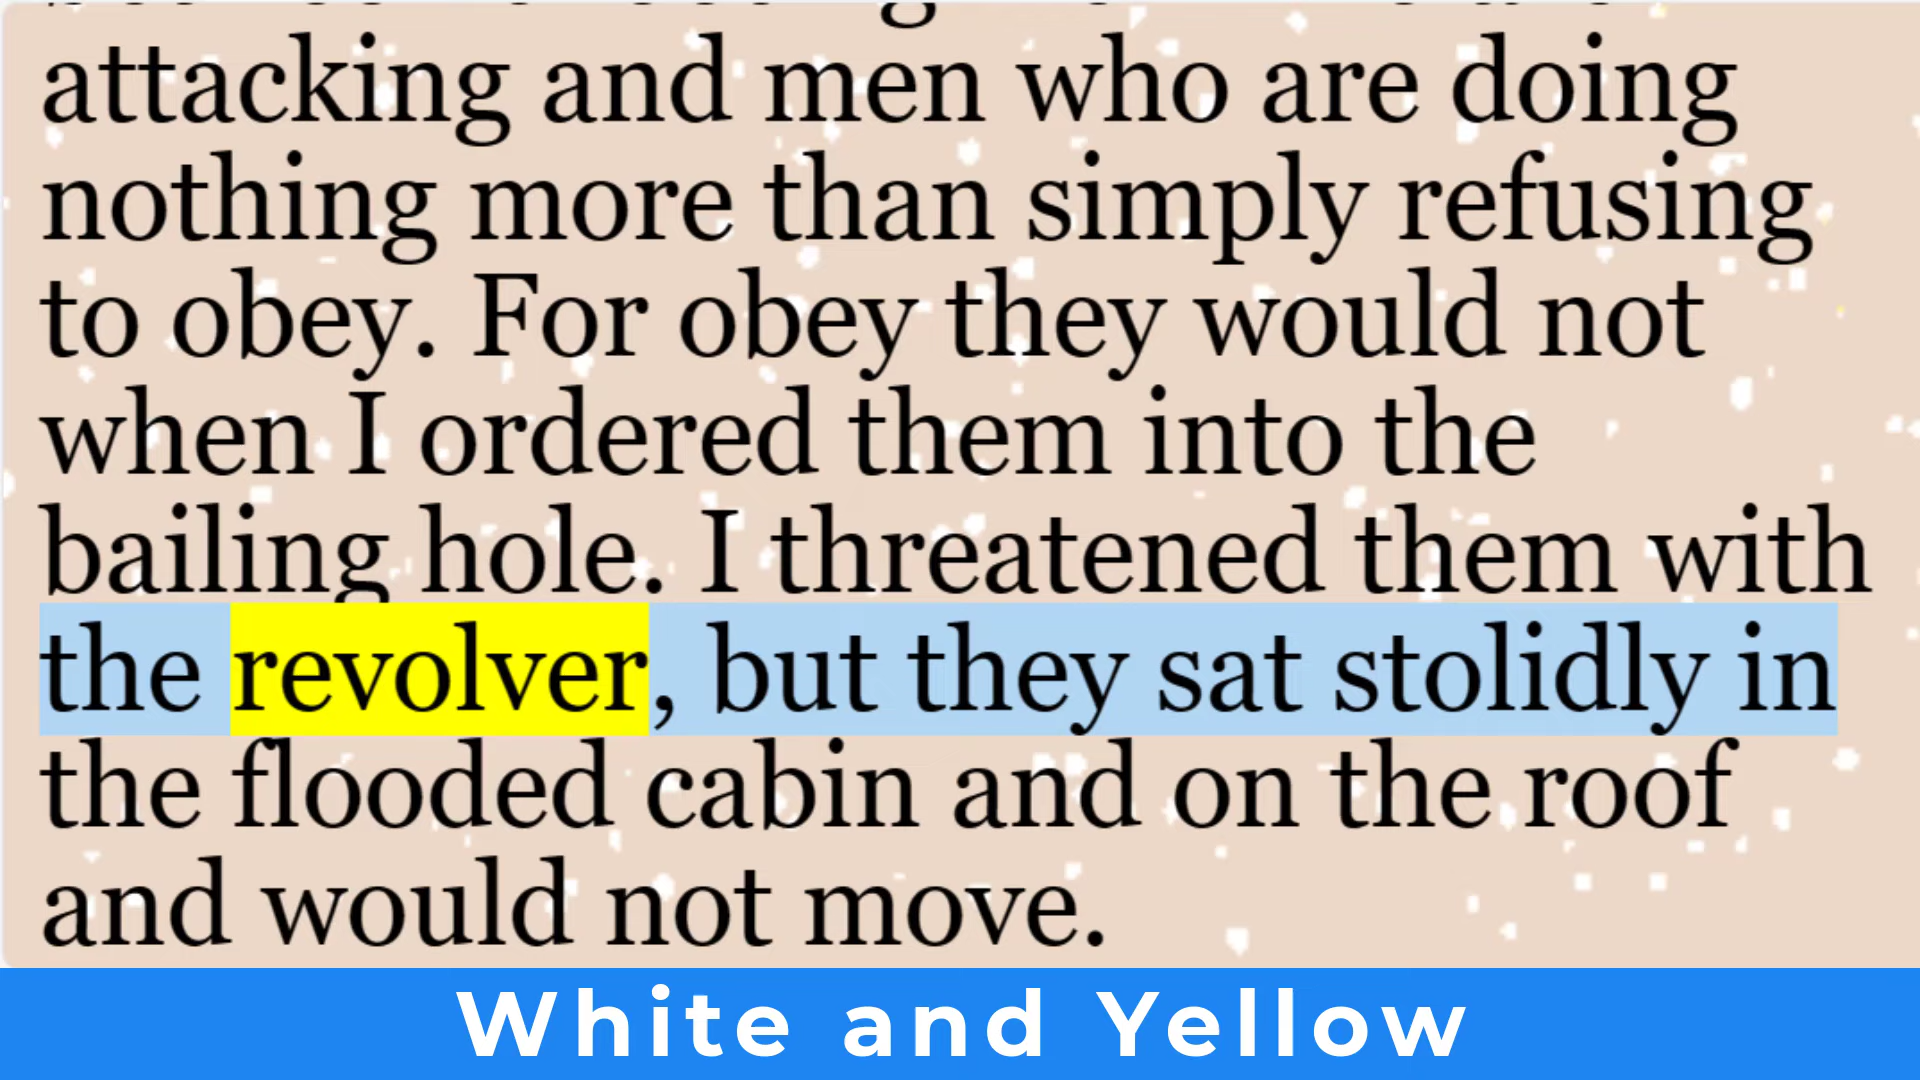 attacking and men who are doing
nothing more than simply refusing
to obey. For obey they would not
when I ordered them into the
bailing hole. I threatened them with
the revolver, but they sat stolidly in
the flooded cabin and on the roof
and would not move.
White and Yellow